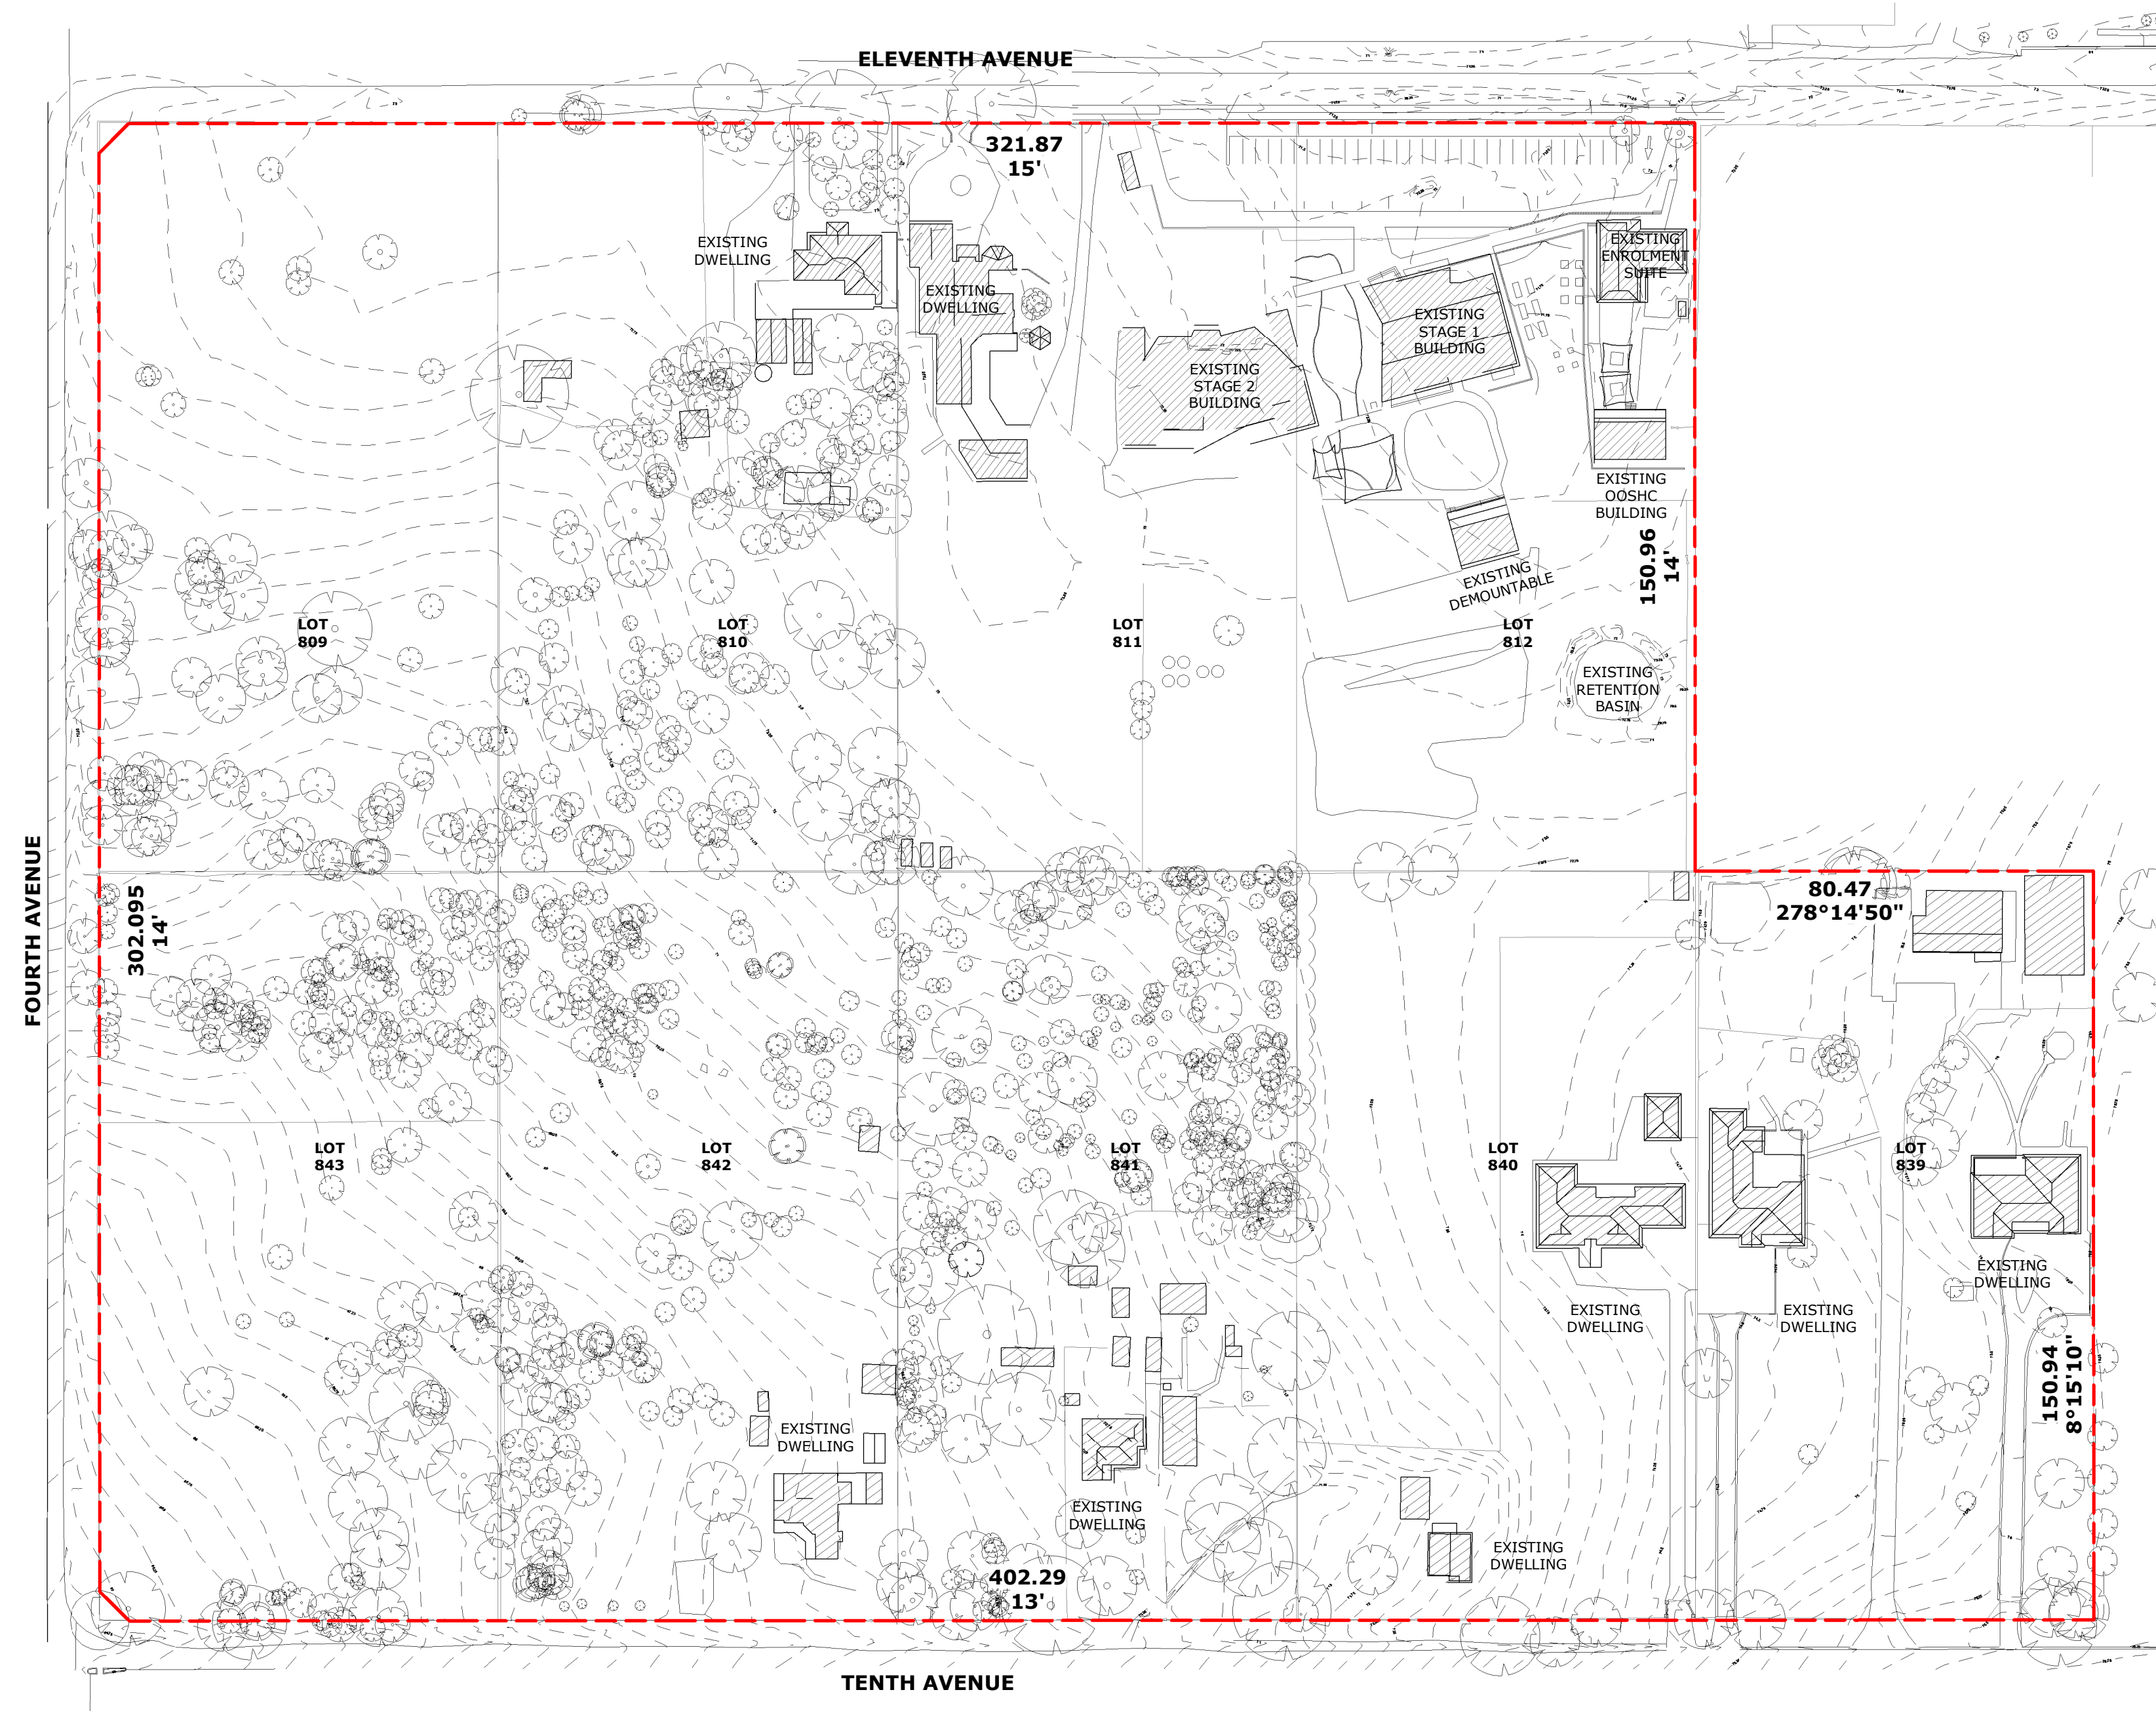 ELEVENTH AVENUE
321.87
15'
EXISTING
DWELLING
EXISTING
DWELLING
EXISTING
ENROLMENT
SUITE
EXISTING
STAGE 1
BUILDING
EXISTING
STAGE 2
BUILDING
EXISTING
OOSHC
BUILDING
150.96
14'
EXISTING
DEMOUNTABLE
LOT
809
LOT
810
LOT
811
LOT
812
EXISTING
RETENTION
BASIN
FOURTH AVENUE
302.095
14'
80.47
278°14'50"
LOT
843
LOT
842
LOT
841
LOT
840
LOT
839
EXISTING
DWELLING
EXISTING
DWELLING
EXISTING
DWELLING
150.94
8°15'10"
EXISTING
DWELLING
EXISTING
DWELLING
EXISTING
DWELLING
402.29
13'
TENTH AVENUE